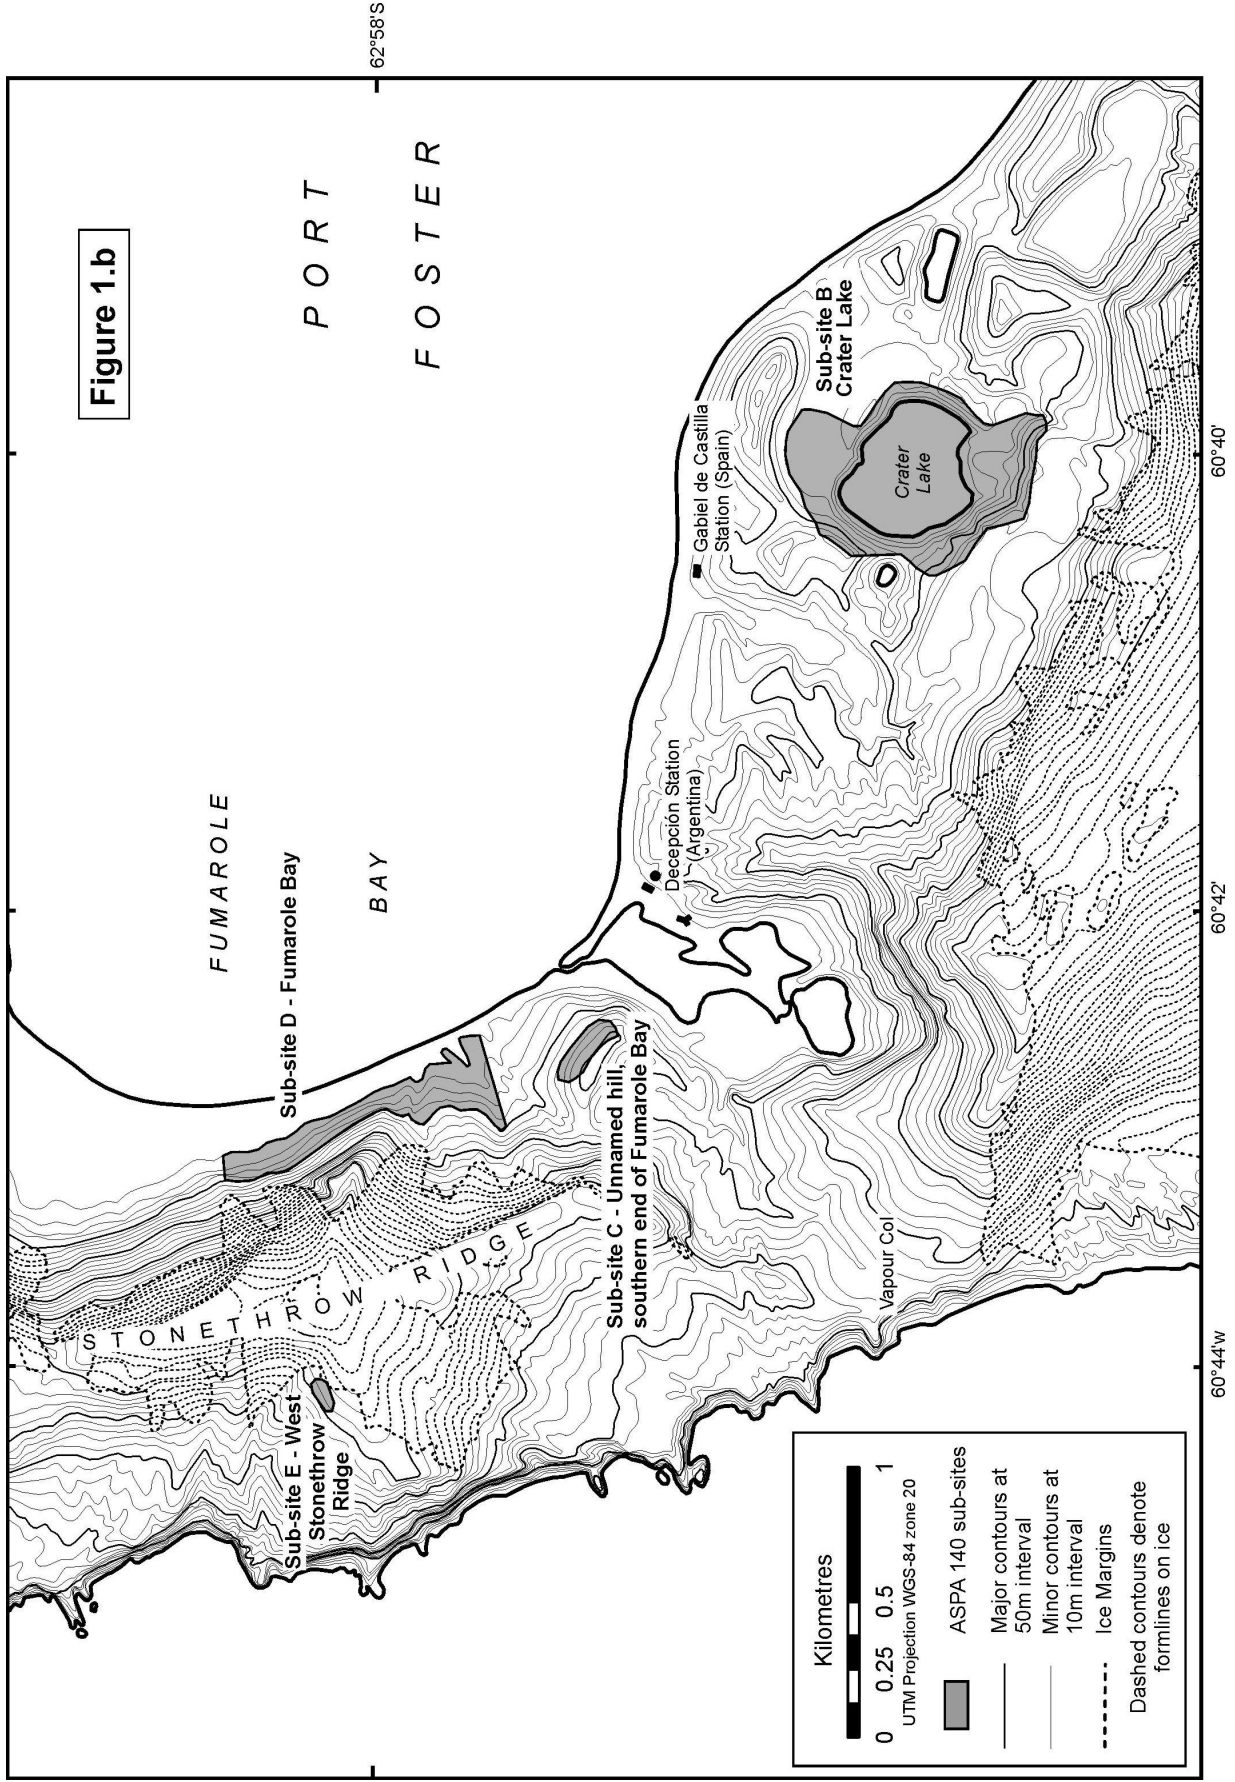 Figure 1.b
62°58'S
PORT
FOSTER
FUMAROLE
BAY
Sub-site D - Fumarole Bay
STONETHROW RIDGE
Sub-site E - West
Stonethrow
Ridge
Sub-site C - Unnamed hill,
southern end of Fumarole Bay
Decepción Station
(Argentina)
Gabiel de Castilla
Station (Spain)
Sub-site B
Crater Lake
Crater
Lake
Vapour Col
60°44'W
60°42'
60°40'
Kilometres
0 0.25 0.5 1
UTM Projection WGS-84 zone 20
ASPA 140 sub-sites
Major contours at
50m interval
Minor contours at
10m interval
Ice Margins
Dashed contours denote
formlines on ice